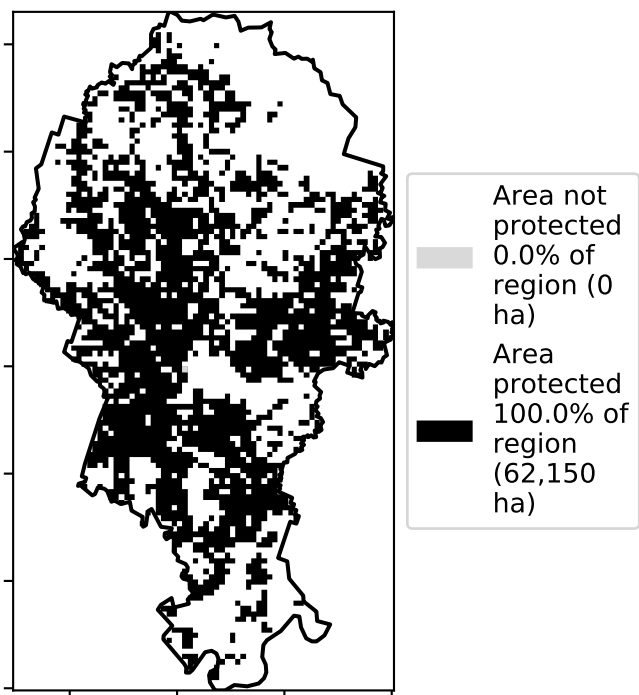 Area not
protected
0.0% of
region (0
ha)
Area
protected
100.0% of
region
(62,150
ha)